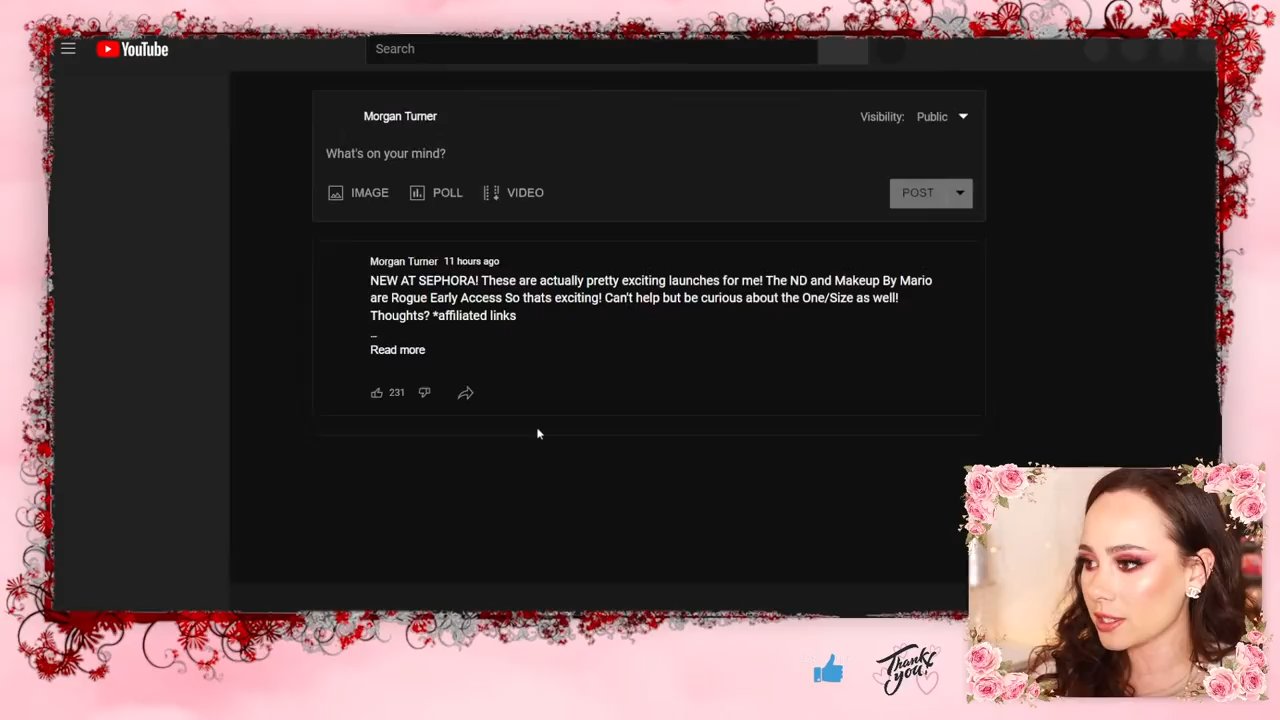 YouTube
Search
Morgan Turner
Visibility: Public
What's on your mind?
IMAGE POLL VIDEO
POST
Morgan Turner 11 hours ago
NEW AT SEPHORA! These are actually pretty exciting launches for me! The ND and Makeup By Mario
are Rogue Early Access So thats exciting! Can't help but be curious about the One/Size as well!
Thoughts? *affiliated links
...
Read more
231
Thank you!